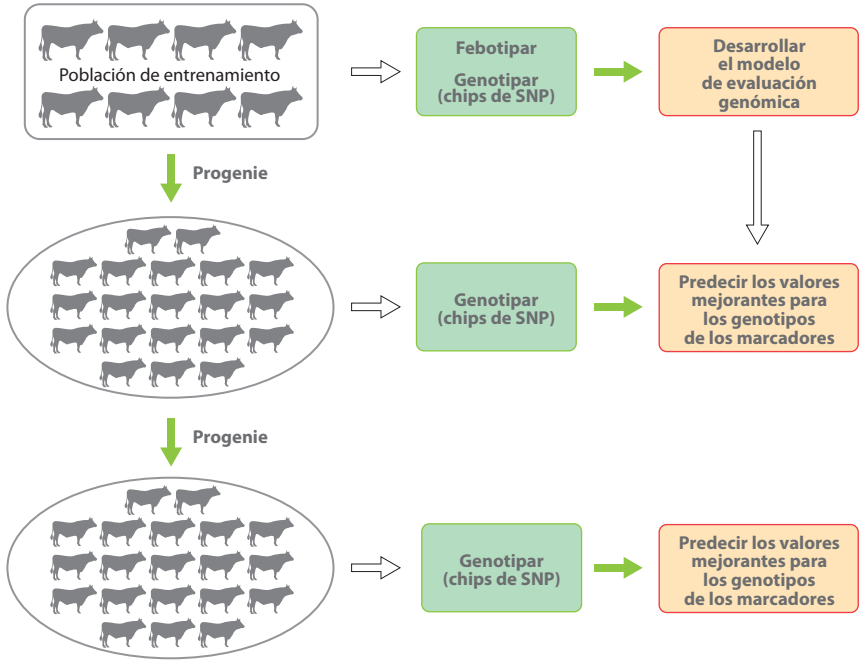 Población de entrenamiento
Febotipar
Genotipar
(chips de SNP)
Desarrollar
el modelo
de evaluación
genómica
Progenie
Genotipar
(chips de SNP)
Predecir los valores
mejorantes para
los genotipos
de los marcadores
Progenie
Genotipar
(chips de SNP)
Predecir los valores
mejorantes para
los genotipos
de los marcadores